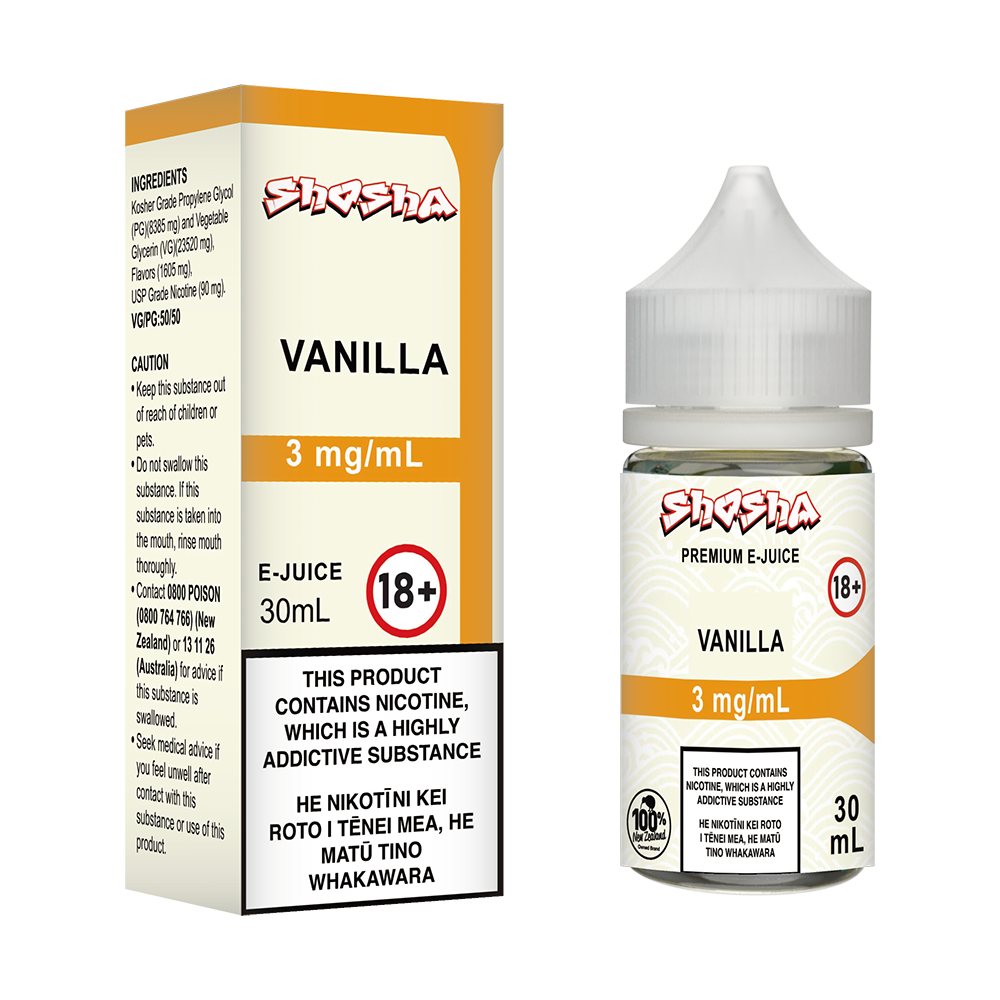 INGREDIENTS
Kosher Grade Propylene Glycol
(PG)(8385 mg) and Vegetable
Glycerin (VG)(23520 mg),
Flavors (1605 mg),
USP Grade Nicotine (90 mg).
VG/PG:50/50
CAUTION
• Keep this substance out
of reach of children or
pets.
• Do not swallow this
substance. If this
substance is taken into
the mouth, rinse mouth
thoroughly.
• Contact 0800 POISON
(0800 764 766) (New
Zealand) or 13 11 26
(Australia) for advice if
this substance is
swallowed.
• Seek medical advice if
you feel unwell after
contact with this
substance or use of this
product.
SHOSHA
VANILLA
3 mg/mL
E-JUICE
30mL
18+
THIS PRODUCT
CONTAINS NICOTINE,
WHICH IS A HIGHLY
ADDICTIVE SUBSTANCE
HE NIKOTĪNI KEI
ROTO I TĒNEI MEA, HE
MATŪ TINO
WHAKAWARA
SHOSHA
PREMIUM E-JUICE
18+
VANILLA
3 mg/mL
THIS PRODUCT CONTAINS
NICOTINE, WHICH IS A HIGHLY
ADDICTIVE SUBSTANCE
HE NIKOTĪNI KEI ROTO
I TĒNEI MEA, HE MATŪ
TINO WHAKAWARA
100%
New Zealand
Owned Brand
30
mL